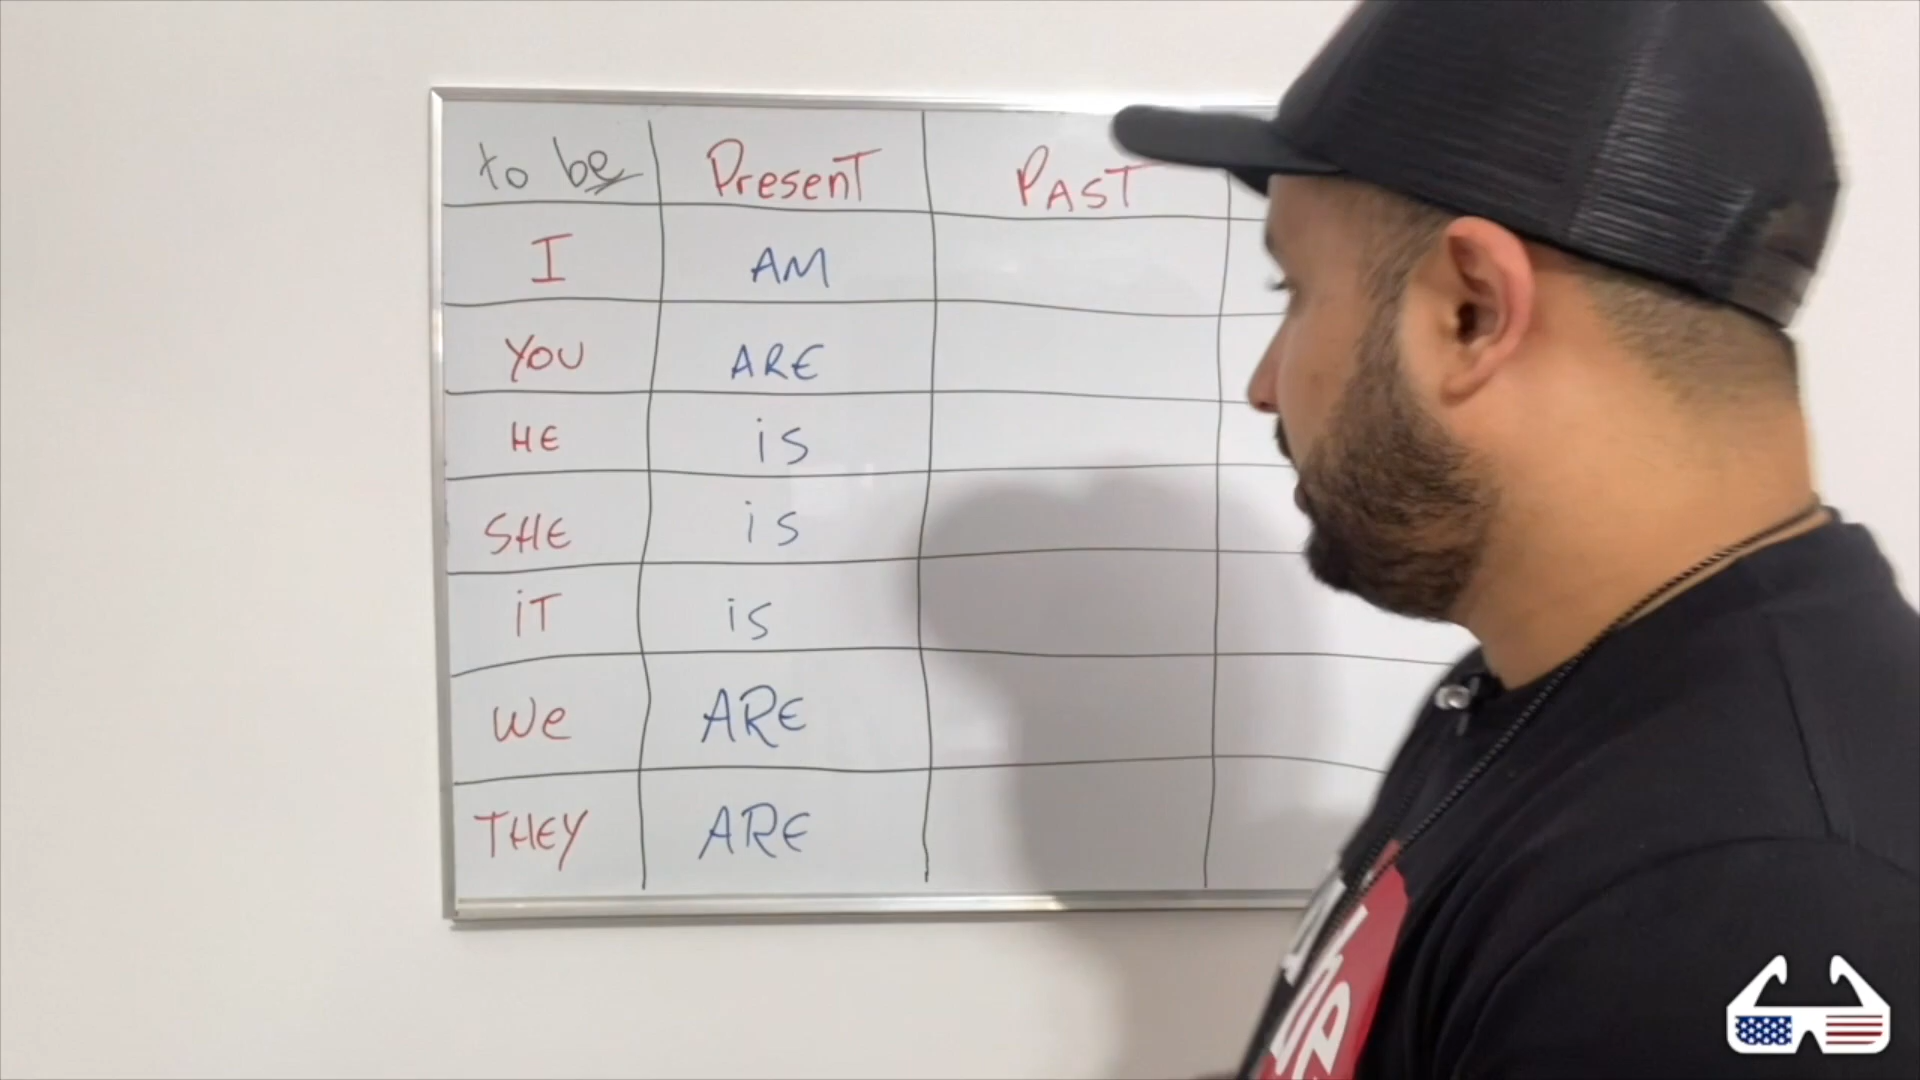 to be Present PAST
I AM
YOU ARE
HE is
SHE is
iT is
We ARE
THEY ARE